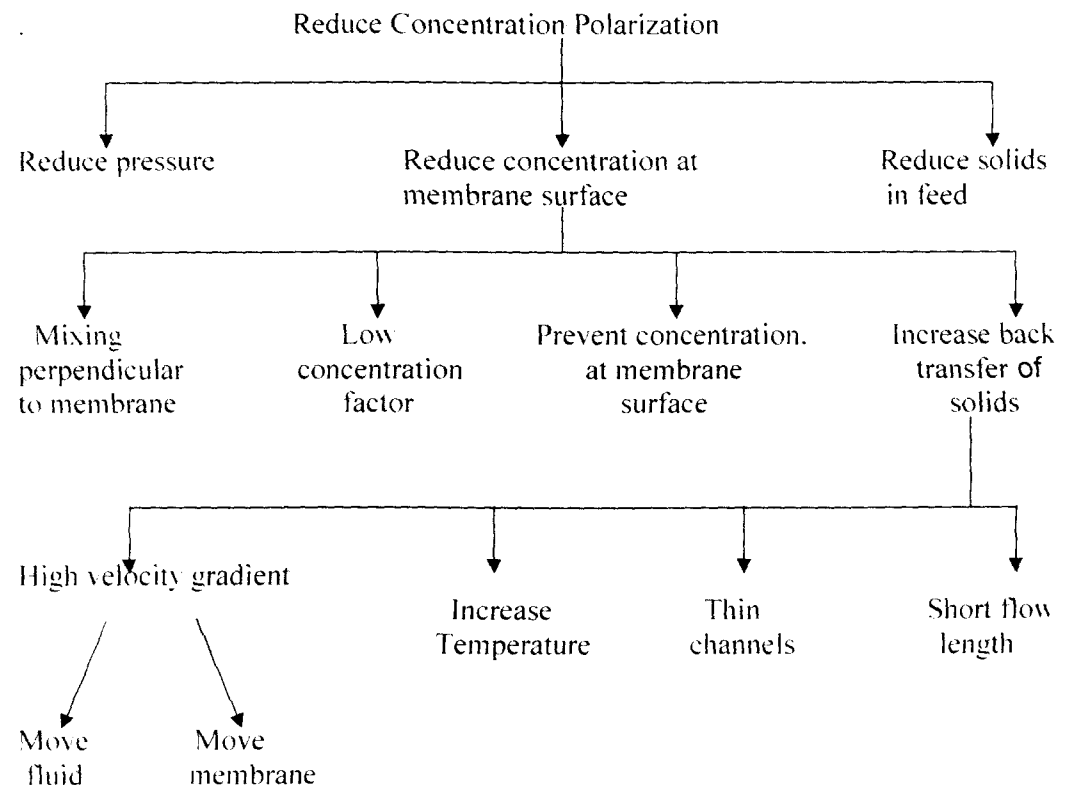 Reduce Concentration Polarization
Reduce pressure
Reduce concentration at
membrane surface
Reduce solids
in feed
Mixing
perpendicular
to membrane
Low
concentration
factor
Prevent concentration.
at membrane
surface
Increase back
transfer of
solids
High velocity gradient
Increase
Temperature
Thin
channels
Short flow
length
Move
fluid
Move
membrane